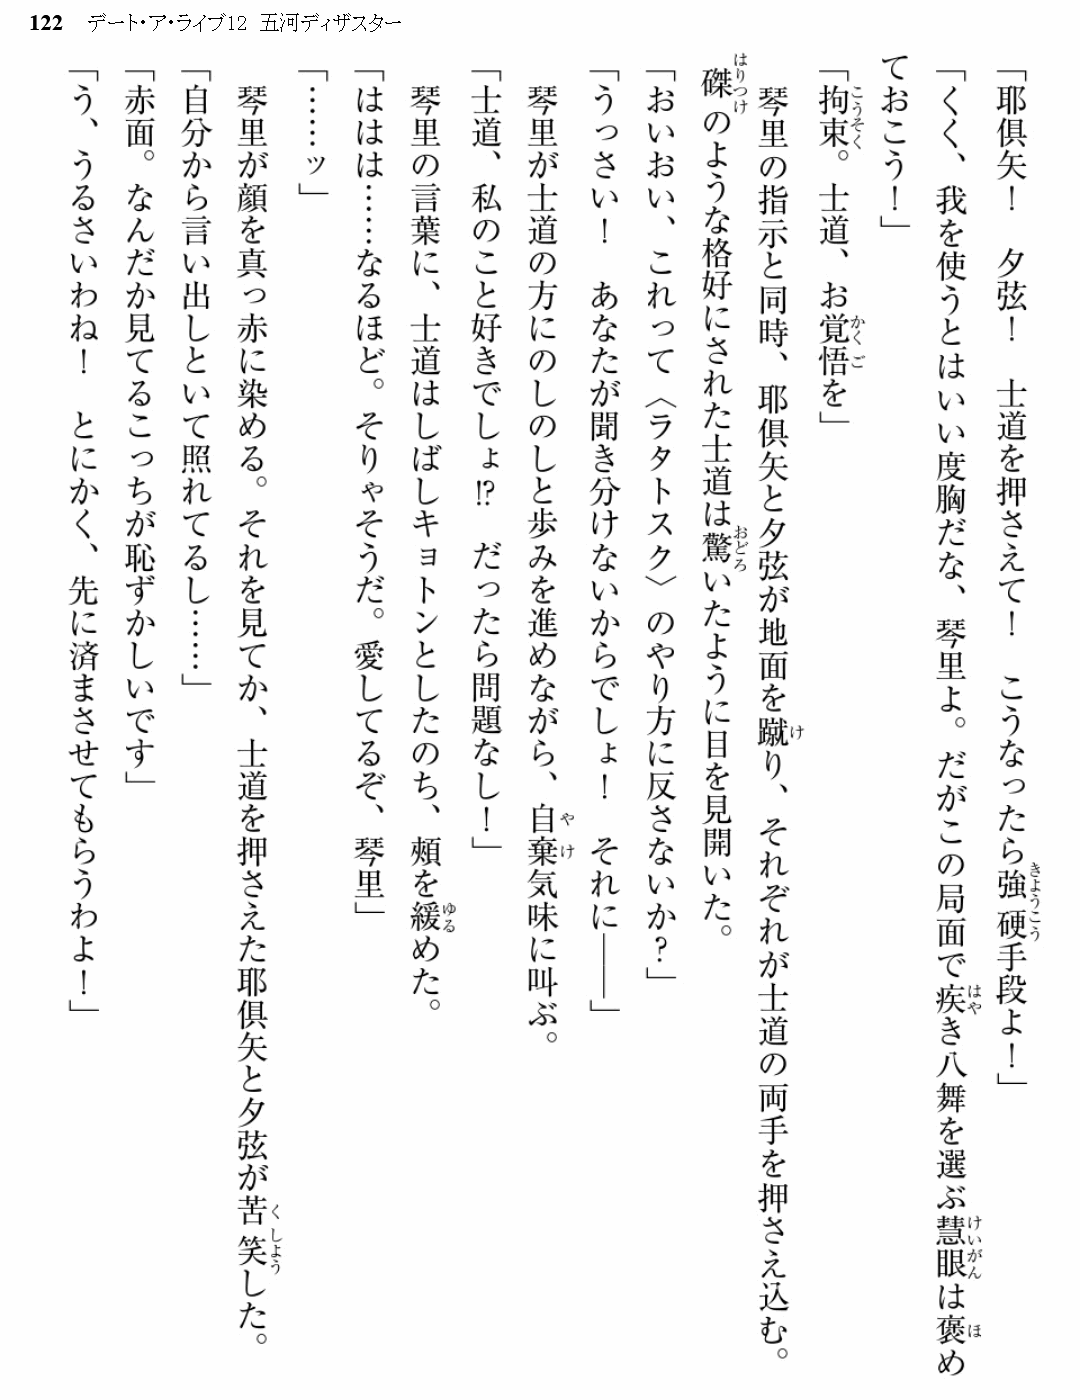 122 デート・ア・ライブ12 五河ディザスター
「耶倶矢！　夕弦！　士道を押さえて！　こうなったら強硬手段よ！」
「くく、我を使うとはいい度胸だな、琴里よ。だがこの局面で疾き八舞を選ぶ慧眼は褒め
ておこう！」
「拘束。士道、お覚悟を」
　琴里の指示と同時、耶倶矢と夕弦が地面を蹴り、それぞれが士道の両手を押さえ込む。
磔のような格好にされた士道は驚いたように目を見開いた。
「おいおい、これって〈ラタトスク〉のやり方に反さないか？」
「うっさい！　あなたが聞き分けないからでしょ！　それに――」
　琴里が士道の方にのしのしと歩みを進めながら、自棄気味に叫ぶ。
「士道、私のこと好きでしょ⁉　だったら問題なし！」
　琴里の言葉に、士道はしばしキョトンとしたのち、頰を緩めた。
「ははは……なるほど。そりゃそうだ。愛してるぞ、琴里」
「……ッ」
　琴里が顔を真っ赤に染める。それを見てか、士道を押さえた耶倶矢と夕弦が苦笑した。
「自分から言い出しといて照れてるし……」
「赤面。なんだか見てるこっちが恥ずかしいです」
「う、うるさいわね！　とにかく、先に済まさせてもらうわよ！」